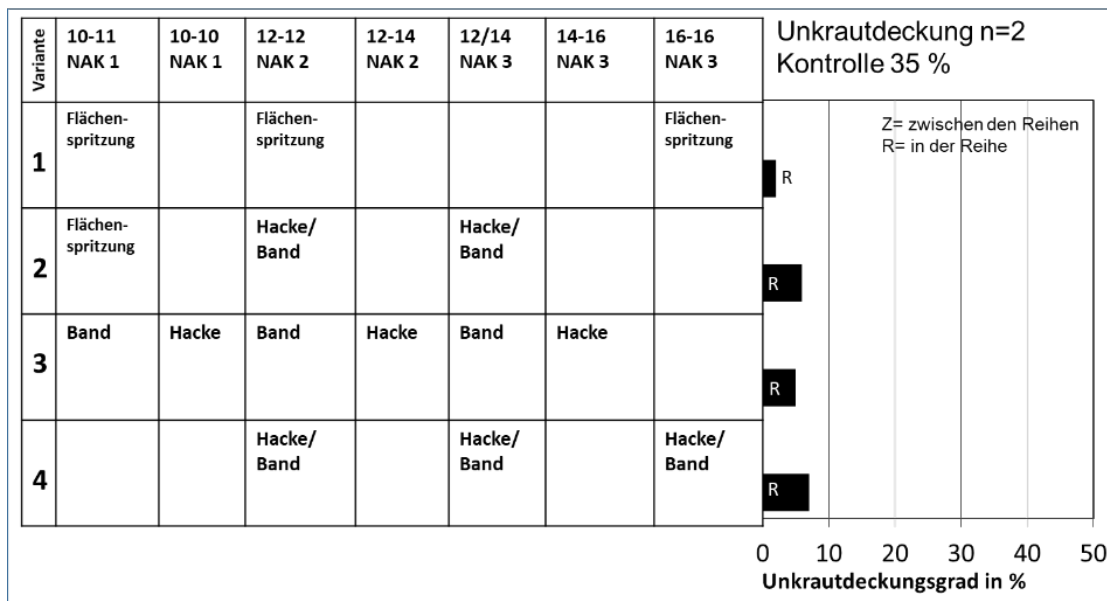 Variante
10-11 10-10 12-12 12-14 12/14 14-16 16-16
NAK 1 NAK 1 NAK 2 NAK 2 NAK 3 NAK 3 NAK 3
Unkrautdeckung n=2
Kontrolle 35 %
Z= zwischen den Reihen
R= in der Reihe
1
Flächen- Flächen- Flächen-
spritzung spritzung spritzung
R
2
Flächen- Hacke/ Hacke/
spritzung Band Band
R
3
Band Hacke Band Hacke Band Hacke
R
4
Hacke/ Hacke/ Hacke/
Band Band Band
R
0 10 20 30 40 50
Unkrautdeckungsgrad in %